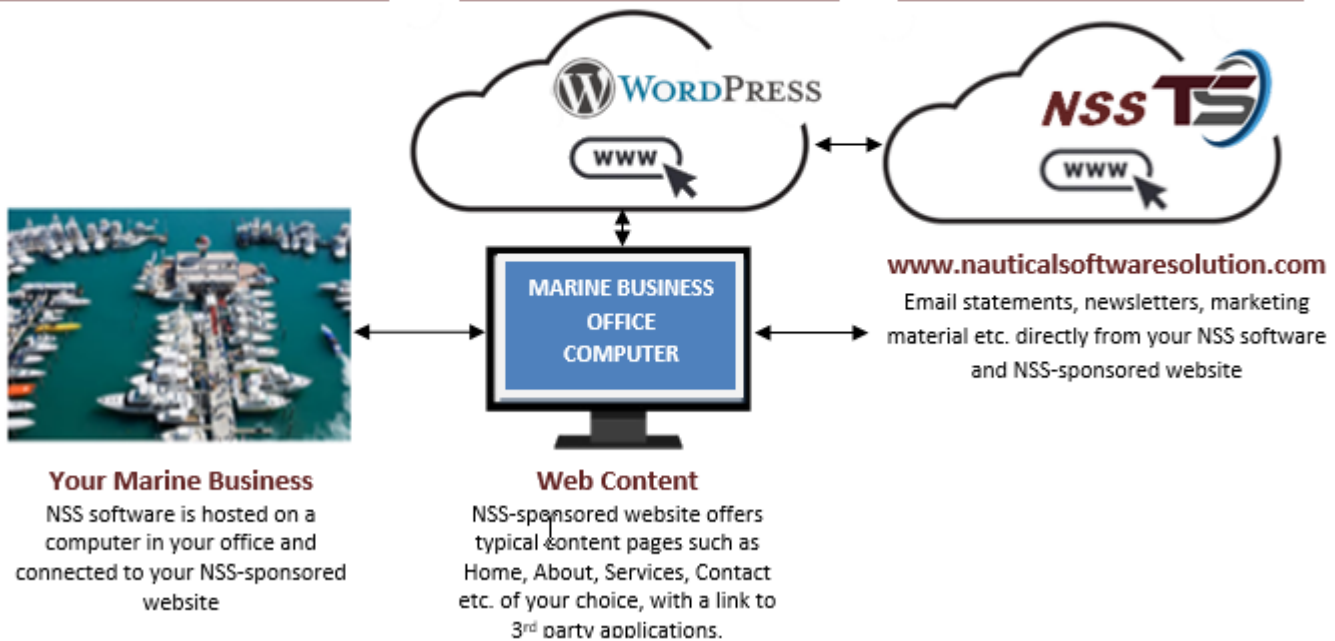 WORDPRESS
www
NSS TS
www
MARINE BUSINESS
OFFICE
COMPUTER
www.nauticalsoftwaresolution.com
Email statements, newsletters, marketing
material etc. directly from your NSS software
and NSS-sponsored website
Your Marine Business
NSS software is hosted on a
computer in your office and
connected to your NSS-sponsored
website
Web Content
NSS-sponsored website offers
typical content pages such as
Home, About, Services, Contact
etc. of your choice, with a link to
3rd party applications.